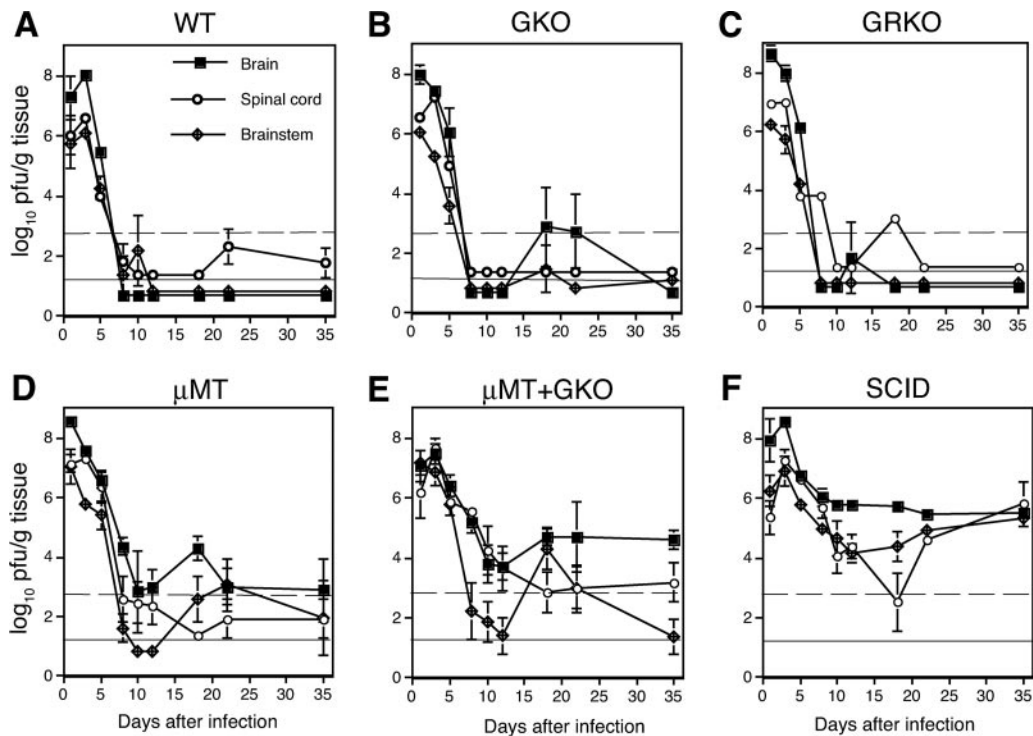 A WT
Brain
Spinal cord
Brainstem
log10 pfu/g tissue
8
6
4
2
0
0 5 10 15 20 25 30 35
B GKO
8
6
4
2
0
0 5 10 15 20 25 30 35
C GRKO
8
6
4
2
0
0 5 10 15 20 25 30 35
D μMT
log10 pfu/g tissue
8
6
4
2
0
0 5 10 15 20 25 30 35
Days after infection
E μMT+GKO
8
6
4
2
0
0 5 10 15 20 25 30 35
Days after infection
F SCID
8
6
4
2
0
0 5 10 15 20 25 30 35
Days after infection